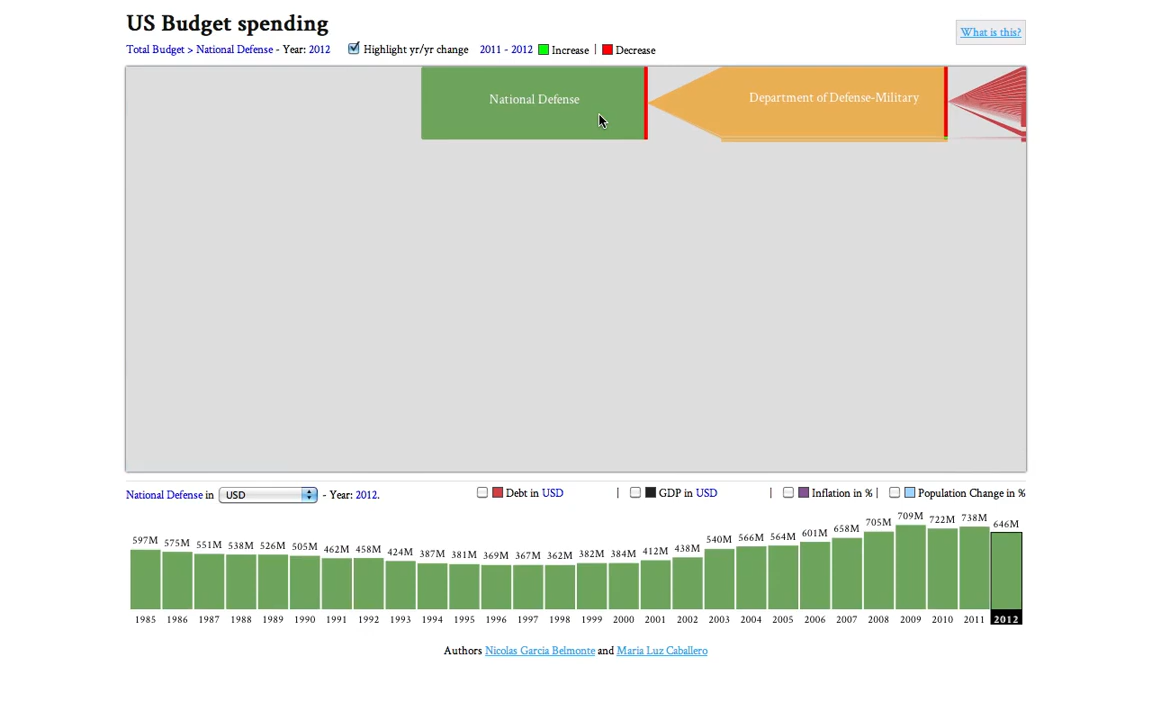 US Budget spending
What is this?
Total Budget > National Defense - Year: 2012 Highlight yr/yr change 2011 - 2012 Increase | Decrease
National Defense
Department of Defense-Military
National Defense in USD - Year: 2012. Debt in USD | GDP in USD | Inflation in % | Population Change in %
597M 575M 551M 538M 526M 505M 462M 458M 424M 387M 381M 369M 367M 362M 382M 384M 412M 438M 540M 566M 564M 601M 658M 705M 709M 722M 738M 646M
1985 1986 1987 1988 1989 1990 1991 1992 1993 1994 1995 1996 1997 1998 1999 2000 2001 2002 2003 2004 2005 2006 2007 2008 2009 2010 2011 2012
Authors Nicolas Garcia Belmonte and Maria Luz Caballero